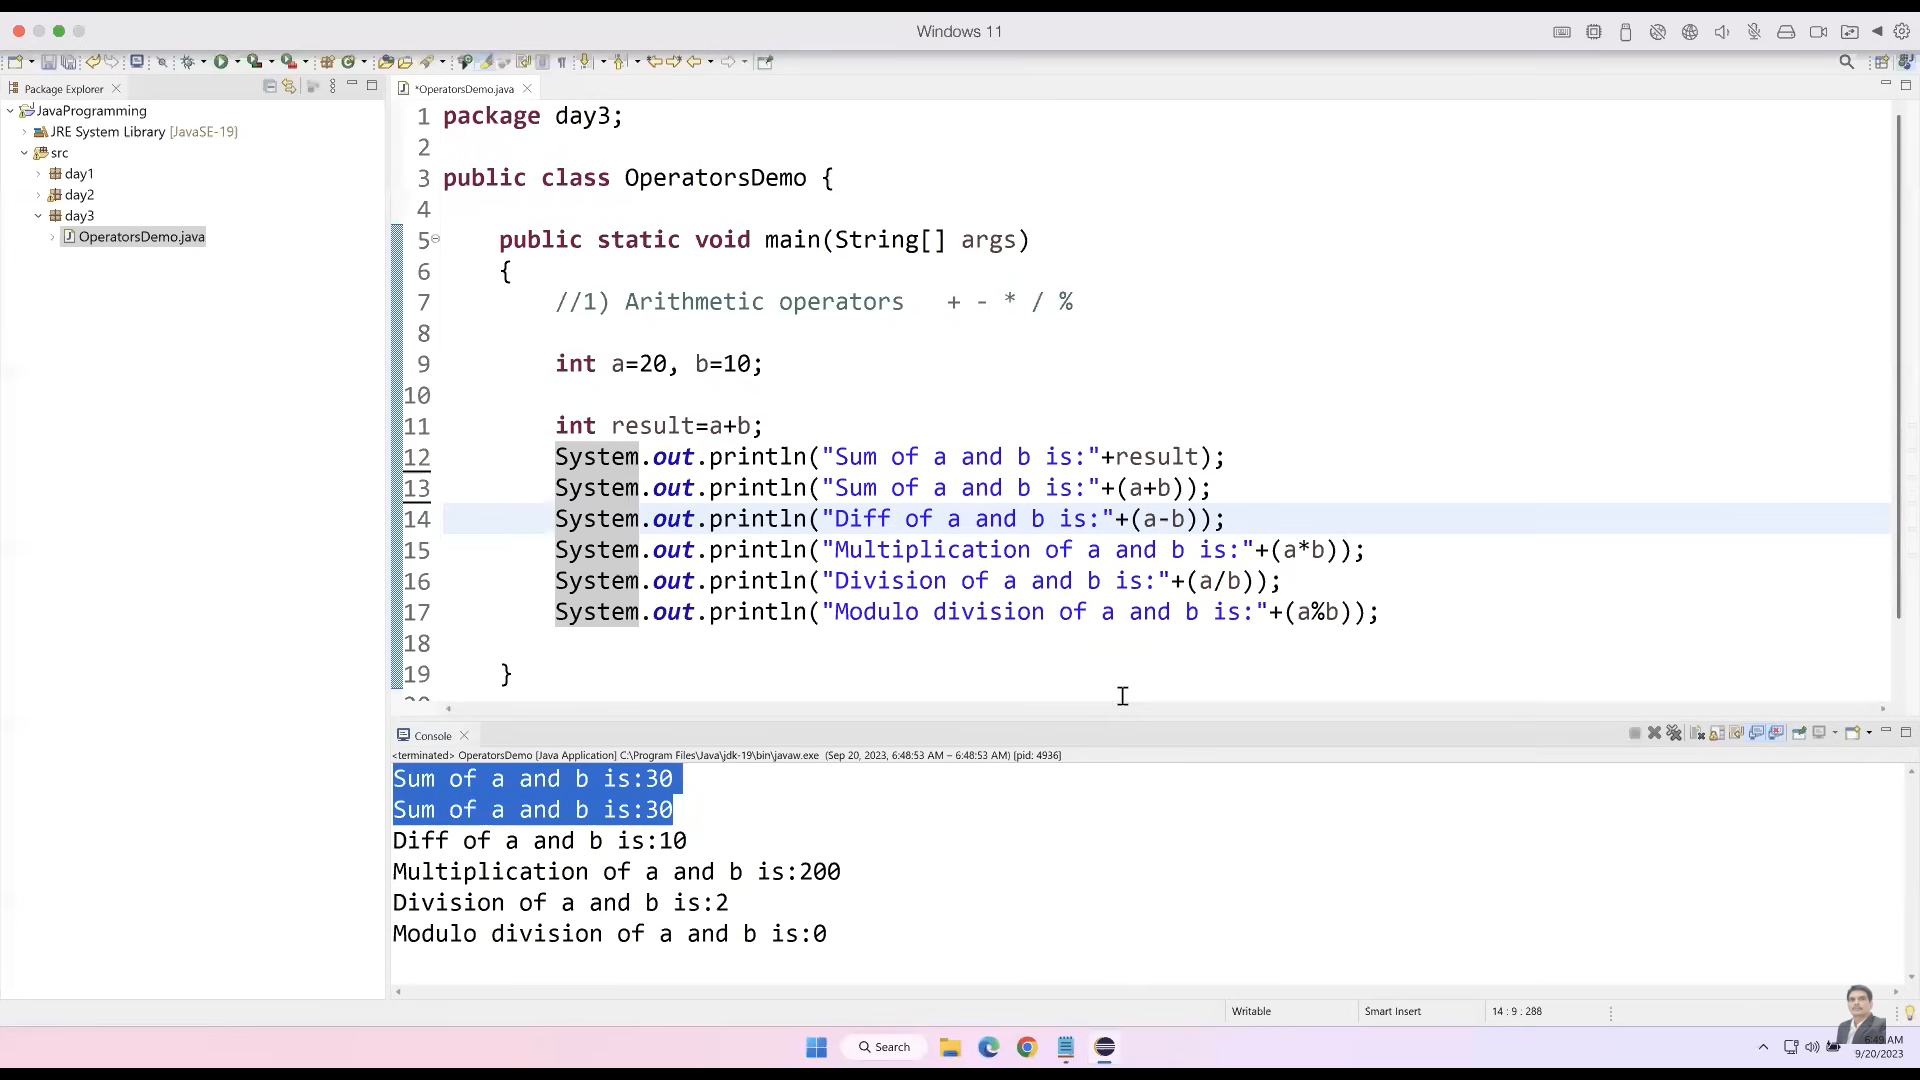 Windows 11
Package Explorer
*OperatorsDemo.java
JavaProgramming
JRE System Library [JavaSE-19]
src
day1
day2
day3
OperatorsDemo.java
1 package day3;
2
3 public class OperatorsDemo {
4
5 public static void main(String[] args)
6 {
7 //1) Arithmetic operators + - * / %
8
9 int a=20, b=10;
10
11 int result=a+b;
12 System.out.println("Sum of a and b is:"+result);
13 System.out.println("Sum of a and b is:"+(a+b));
14 System.out.println("Diff of a and b is:"+(a-b));
15 System.out.println("Multiplication of a and b is:"+(a*b));
16 System.out.println("Division of a and b is:"+(a/b));
17 System.out.println("Modulo division of a and b is:"+(a%b));
18
19 }
Console
<terminated> OperatorsDemo [Java Application] C:\Program Files\Java\jdk-19\bin\javaw.exe (Sep 20, 2023, 6:48:53 AM – 6:48:53 AM) [pid: 4936]
Sum of a and b is:30
Sum of a and b is:30
Diff of a and b is:10
Multiplication of a and b is:200
Division of a and b is:2
Modulo division of a and b is:0
Writable
Smart Insert
14 : 9 : 288
Search
6:49 AM
9/20/2023